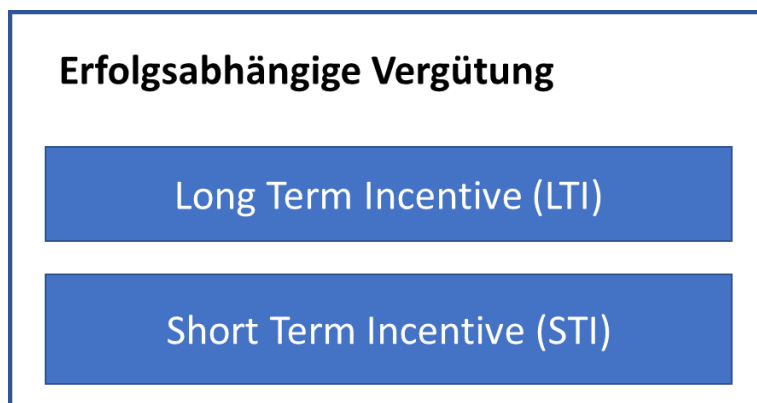 Erfolgsabhängige Vergütung
Long Term Incentive (LTI)
Short Term Incentive (STI)